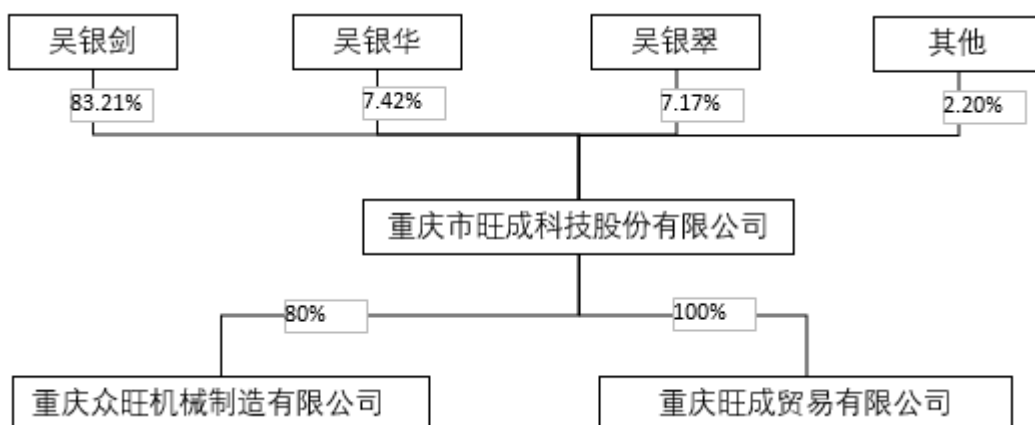 吴银剑
吴银华
吴银翠
其他
83.21%
7.42%
7.17%
2.20%
重庆市旺成科技股份有限公司
80%
100%
重庆众旺机械制造有限公司
重庆旺成贸易有限公司